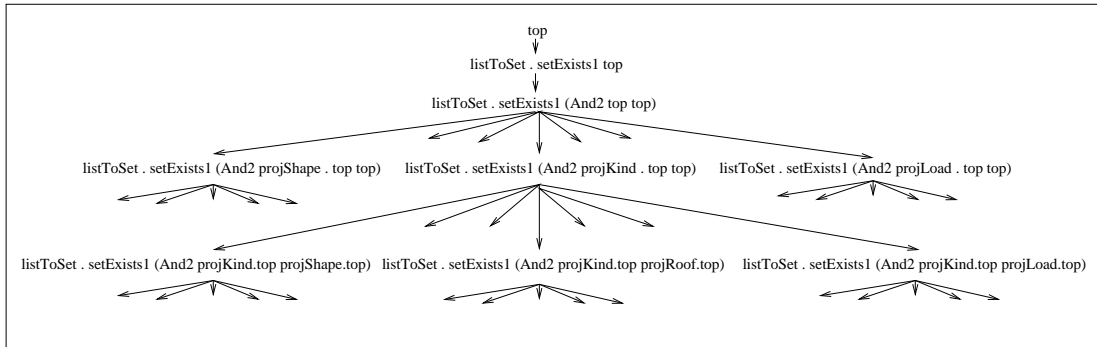 top
listToSet . setExists1 top
listToSet . setExists1 (And2 top top)
listToSet . setExists1 (And2 projShape . top top)
listToSet . setExists1 (And2 projKind . top top)
listToSet . setExists1 (And2 projLoad . top top)
listToSet . setExists1 (And2 projKind.top projShape.top)
listToSet . setExists1 (And2 projKind.top projRoof.top)
listToSet . setExists1 (And2 projKind.top projLoad.top)